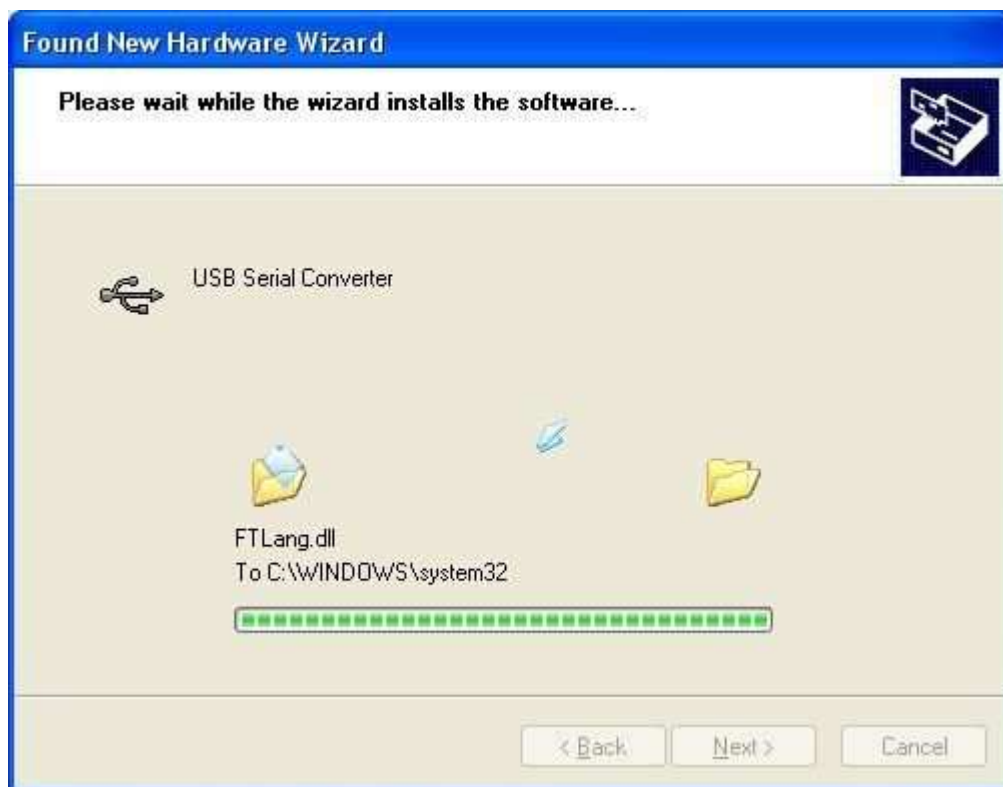 Found New Hardware Wizard
Please wait while the wizard installs the software...
USB Serial Converter
FTLang.dll
To C:\WINDOWS\system32
< Back
Next >
Cancel